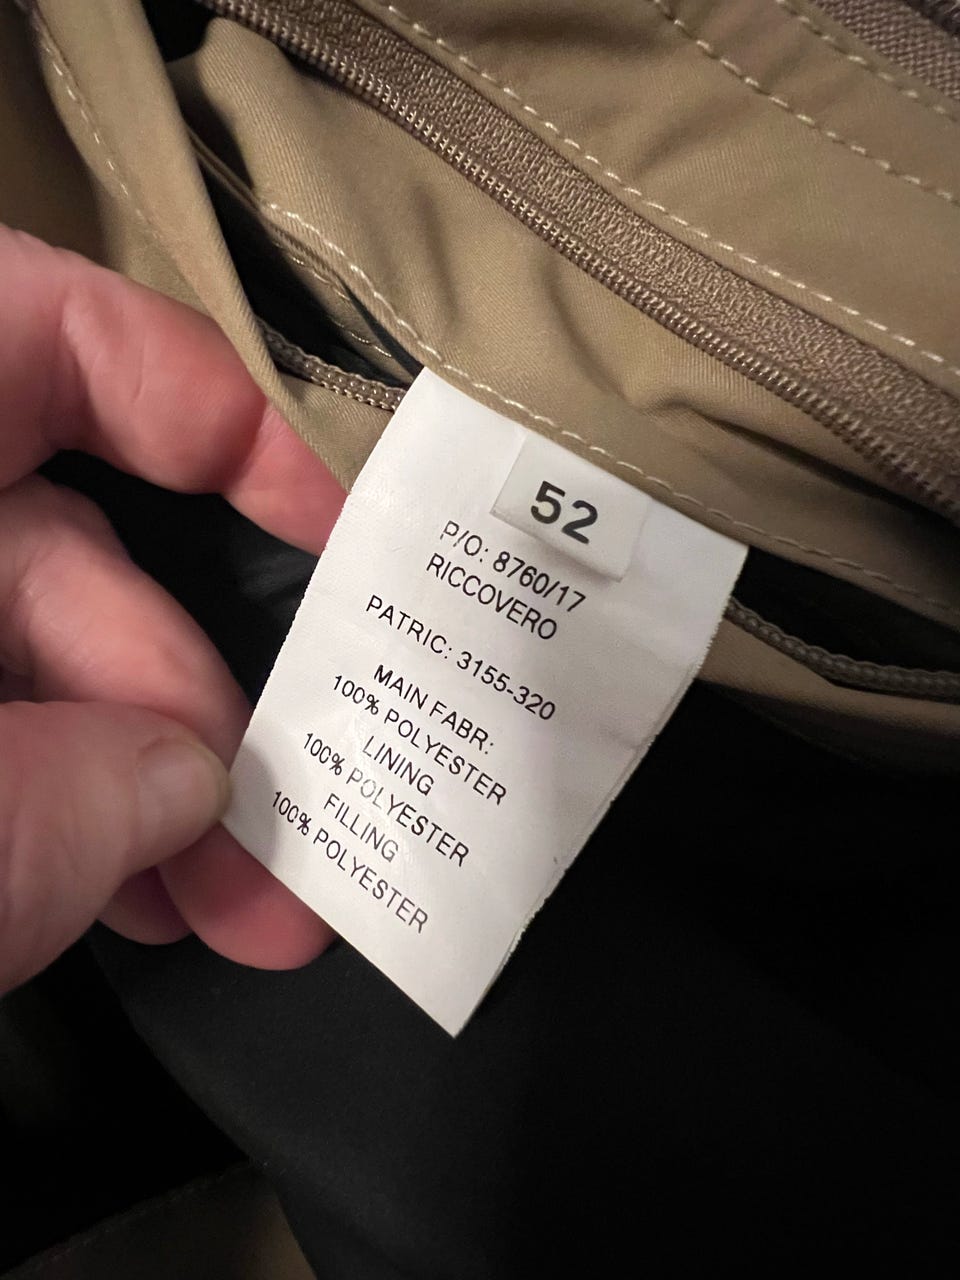 52
P/O: 8760/17
RICCOVERO
PATRIC: 3155-320
MAIN FABR:
100% POLYESTER
LINING
100% POLYESTER
FILLING
100% POLYESTER